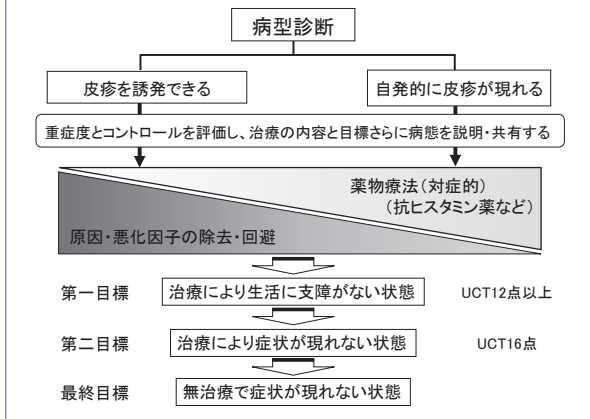 病型診断
皮疹を誘発できる
自発的に皮疹が現れる
重症度とコントロールを評価し、治療の内容と目標さらに病態を説明・共有する
薬物療法（対症的）
（抗ヒスタミン薬など）
原因・悪化因子の除去・回避
第一目標 治療により生活に支障がない状態 UCT12点以上
第二目標 治療により症状が現れない状態 UCT16点
最終目標 無治療で症状が現れない状態